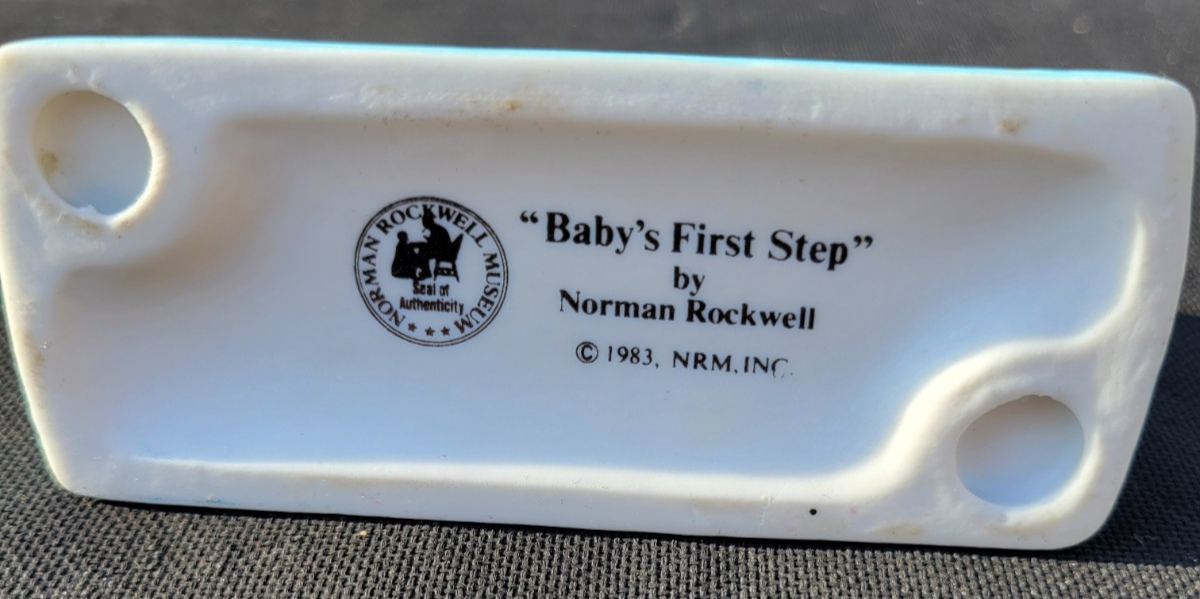 NORMAN ROCKWELL MUSEUM
Seal of
Authenticity
★ ★ ★
“Baby’s First Step”
by
Norman Rockwell
© 1983, NRM, INC.